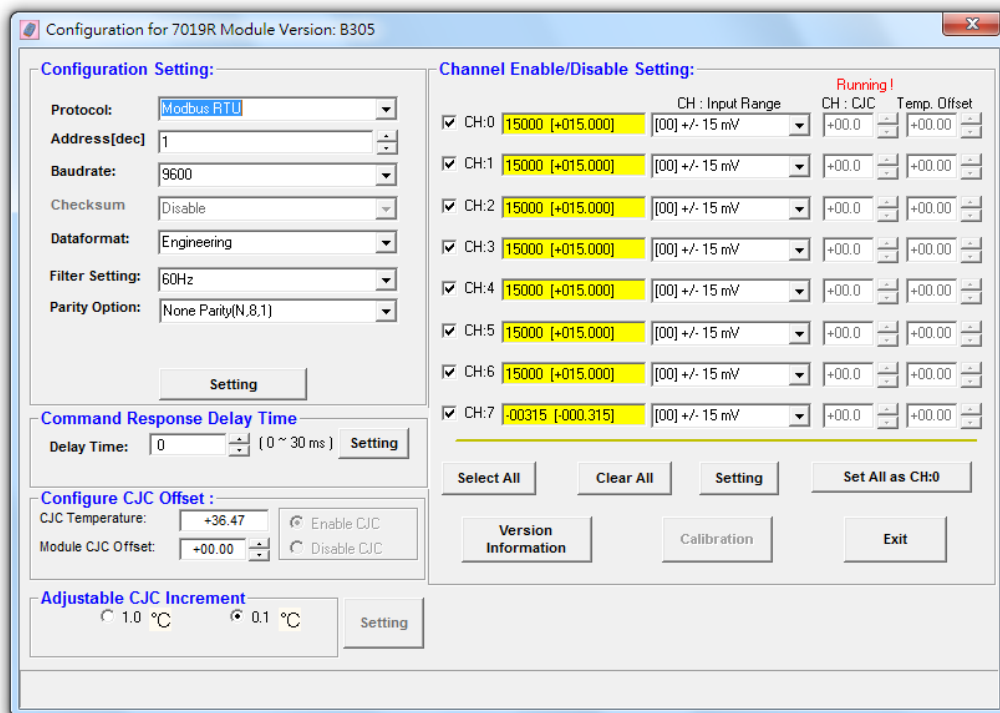 Configuration for 7019R Module Version: B305
Configuration Setting:
Protocol: Modbus RTU
Address[dec] 1
Baudrate: 9600
Checksum Disable
Dataformat: Engineering
Filter Setting: 60Hz
Parity Option: None Parity(N,8,1)
Setting
Command Response Delay Time
Delay Time: 0 ( 0 ~ 30 ms ) Setting
Configure CJC Offset :
CJC Temperature: +36.47
Module CJC Offset: +00.00
Enable CJC
Disable CJC
Adjustable CJC Increment
1.0 °C 0.1 °C
Setting
Channel Enable/Disable Setting:
Running !
CH : Input Range CH : CJC Temp. Offset
CH:0 15000 [+015.000] [00] +/- 15 mV +00.0 +00.00
CH:1 15000 [+015.000] [00] +/- 15 mV +00.0 +00.00
CH:2 15000 [+015.000] [00] +/- 15 mV +00.0 +00.00
CH:3 15000 [+015.000] [00] +/- 15 mV +00.0 +00.00
CH:4 15000 [+015.000] [00] +/- 15 mV +00.0 +00.00
CH:5 15000 [+015.000] [00] +/- 15 mV +00.0 +00.00
CH:6 15000 [+015.000] [00] +/- 15 mV +00.0 +00.00
CH:7 -00315 [-000.315] [00] +/- 15 mV +00.0 +00.00
Select All Clear All Setting Set All as CH:0
Version
Information
Calibration
Exit